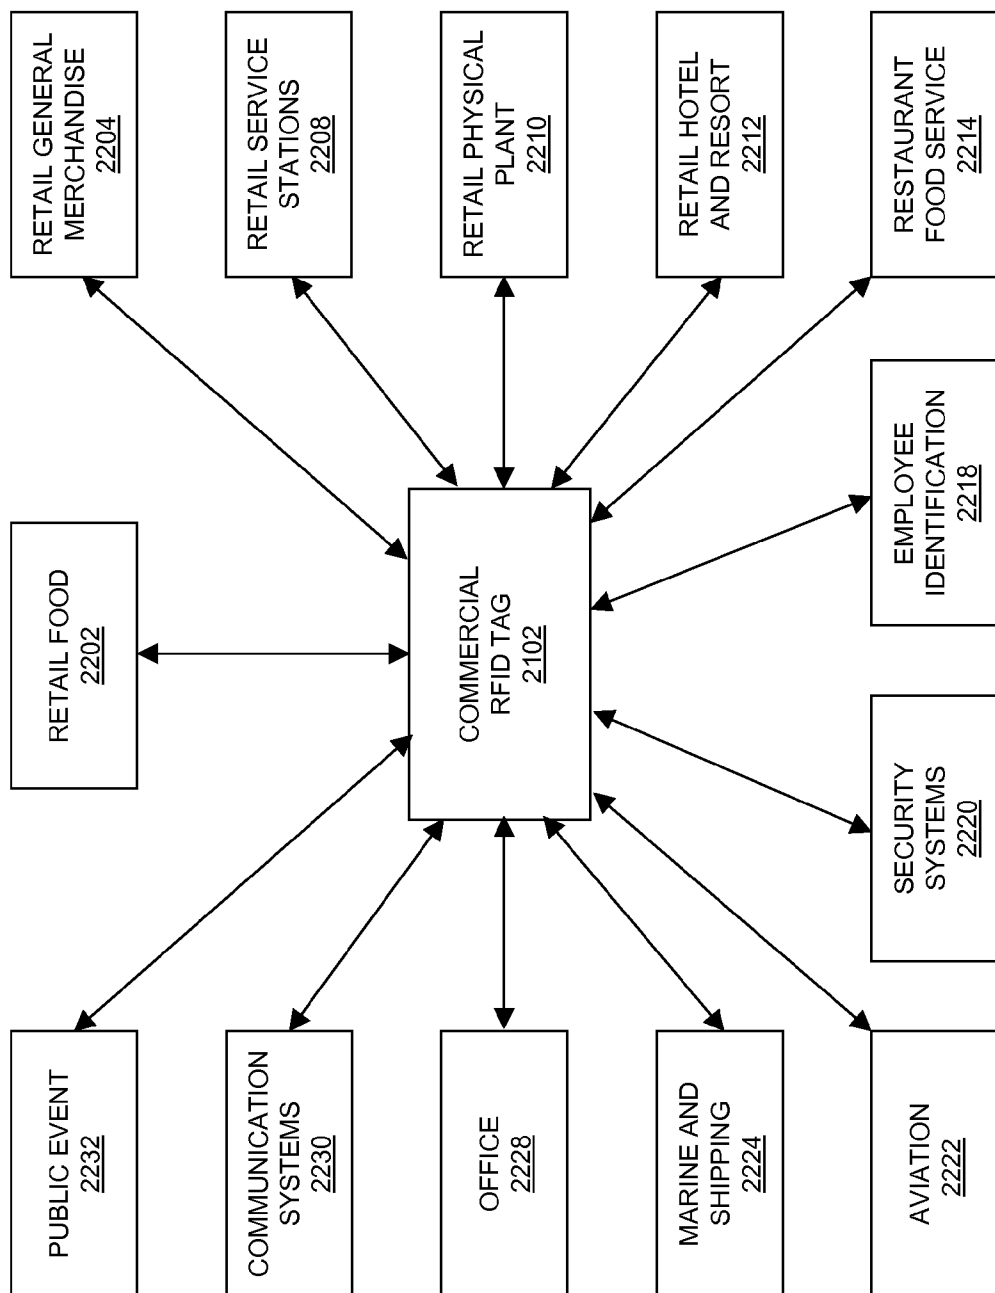 PUBLIC EVENT
2232
RETAIL FOOD
2202
RETAIL GENERAL
MERCHANDISE
2204
COMMUNICATION
SYSTEMS
2230
RETAIL SERVICE
STATIONS
2208
OFFICE
2228
COMMERCIAL
RFID TAG
2102
RETAIL PHYSICAL
PLANT
2210
MARINE AND
SHIPPING
2224
RETAIL HOTEL
AND RESORT
2212
AVIATION
2222
SECURITY
SYSTEMS
2220
EMPLOYEE
IDENTIFICATION
2218
RESTAURANT
FOOD SERVICE
2214